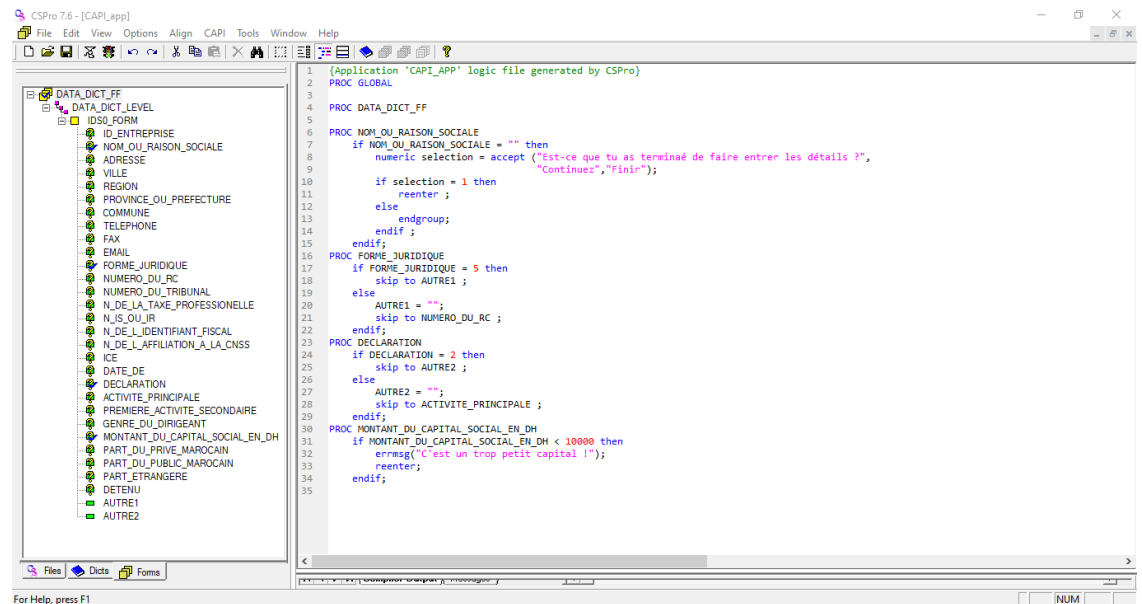 CSPro 7.6 - [CAPI_app]
File Edit View Options Align CAPI Tools Window Help
DATA_DICT_FF
DATA_DICT_LEVEL
IDS0_FORM
ID_ENTREPRISE
NOM_OU_RAISON_SOCIALE
ADRESSE
VILLE
REGION
PROVINCE_OU_PREFECTURE
COMMUNE
TELEPHONE
FAX
EMAIL
FORME_JURIDIQUE
NUMERO_DU_RC
NUMERO_DU_TRIBUNAL
N_DE_LA_TAXE_PROFESSIONELLE
N_IS_OU_IR
N_DE_L_IDENTIFIANT_FISCAL
N_DE_L_AFFILIATION_A_LA_CNSS
ICE
DATE_DE
DECLARATION
ACTIVITE_PRINCIPALE
PREMIERE_ACTIVITE_SECONDAIRE
GENRE_DU_DIRIGEANT
MONTANT_DU_CAPITAL_SOCIAL_EN_DH
PART_DU_PRIVE_MAROCAIN
PART_DU_PUBLIC_MAROCAIN
PART_ETRANGERE
DETENU
AUTRE1
AUTRE2
Files Dicts Forms
1 {Application 'CAPI_APP' logic file generated by CSPro}
2 PROC GLOBAL
3
4 PROC DATA_DICT_FF
5
6 PROC NOM_OU_RAISON_SOCIALE
7 if NOM_OU_RAISON_SOCIALE = "" then
8 numeric selection = accept ("Est-ce que tu as terminaé de faire entrer les détails ?",
9 "Continuez","Finir");
10 if selection = 1 then
11 reenter ;
12 else
13 endgroup;
14 endif ;
15 endif;
16 PROC FORME_JURIDIQUE
17 if FORME_JURIDIQUE = 5 then
18 skip to AUTRE1 ;
19 else
20 AUTRE1 = "";
21 skip to NUMERO_DU_RC ;
22 endif;
23 PROC DECLARATION
24 if DECLARATION = 2 then
25 skip to AUTRE2 ;
26 else
27 AUTRE2 = "";
28 skip to ACTIVITE_PRINCIPALE ;
29 endif;
30 PROC MONTANT_DU_CAPITAL_SOCIAL_EN_DH
31 if MONTANT_DU_CAPITAL_SOCIAL_EN_DH < 10000 then
32 errmsg("C'est un trop petit capital !");
33 reenter;
34 endif;
35
Compiler Output Messages
For Help, press F1
NUM